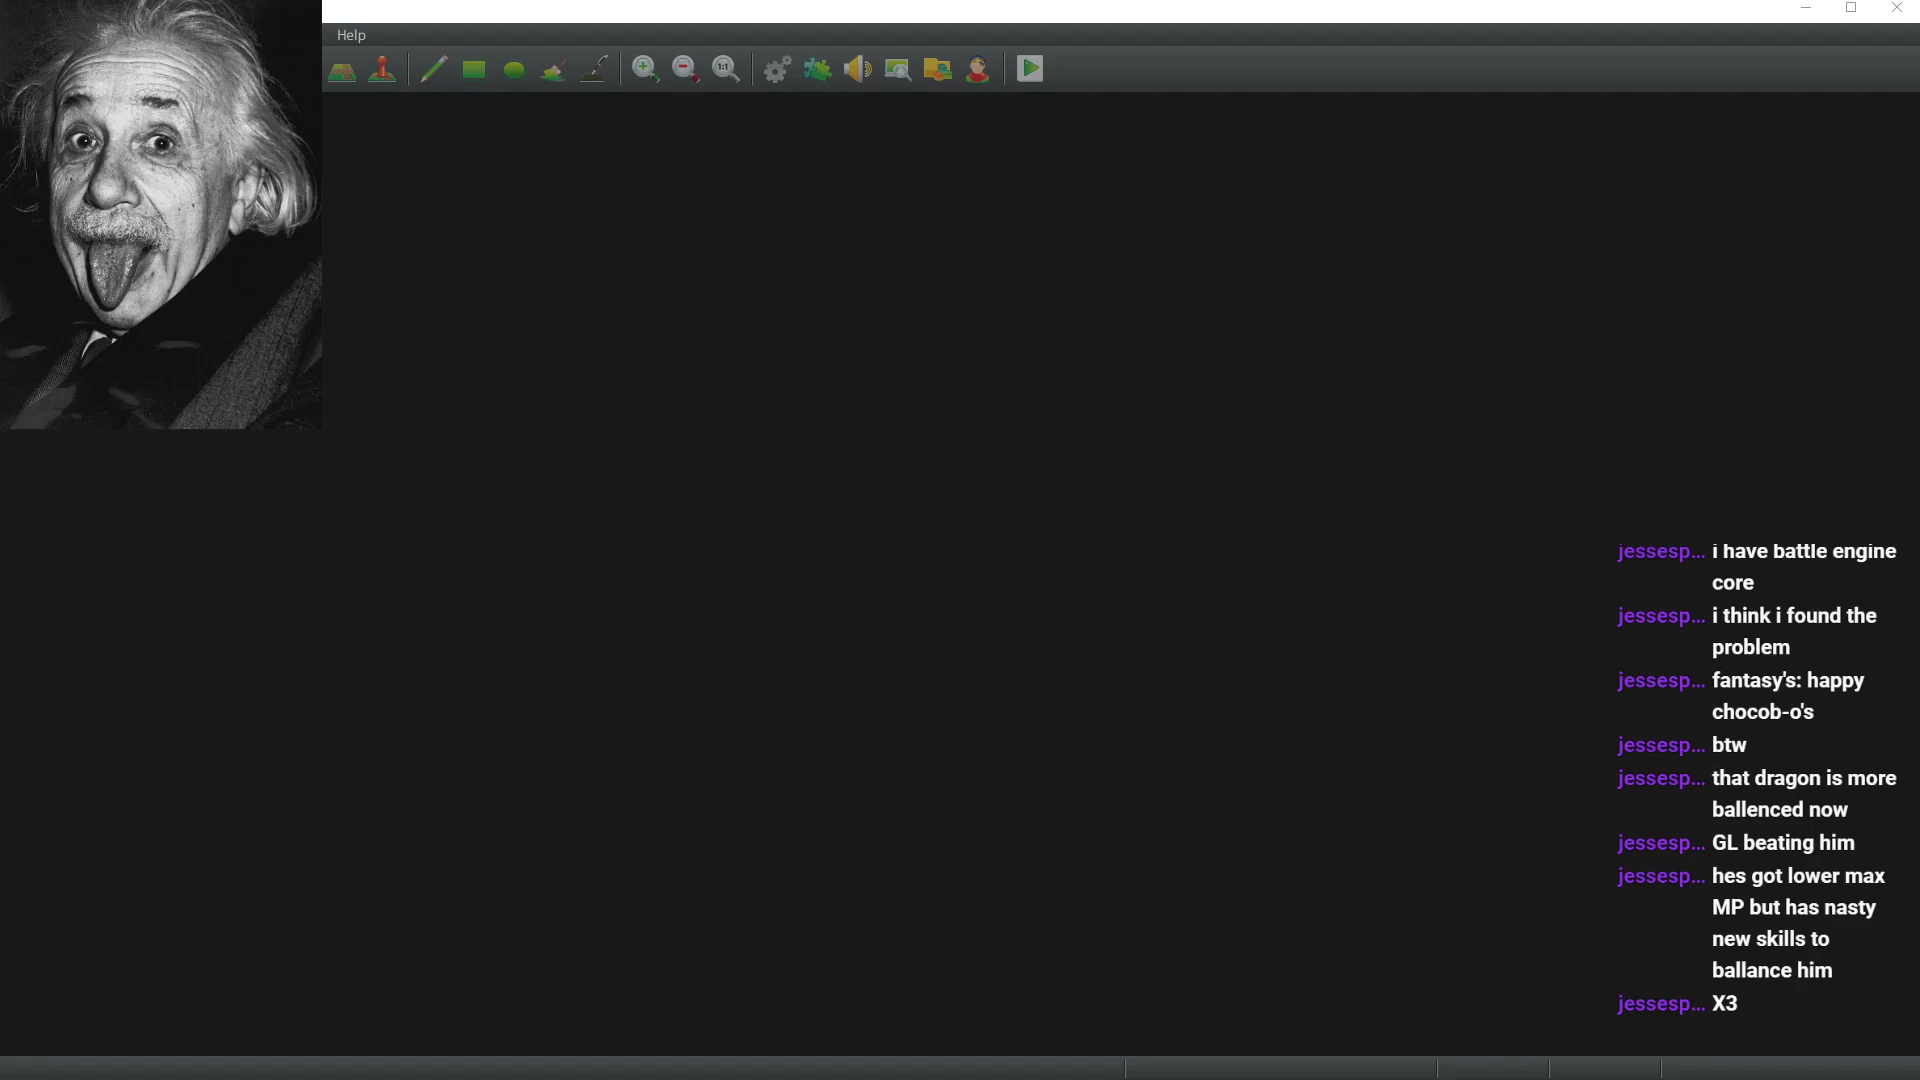 Help
1:1
jessesp... i have battle engine
core
jessesp... i think i found the
problem
jessesp... fantasy's: happy
chocob-o's
jessesp... btw
jessesp... that dragon is more
ballenced now
jessesp... GL beating him
jessesp... hes got lower max
MP but has nasty
new skills to
ballance him
jessesp... X3